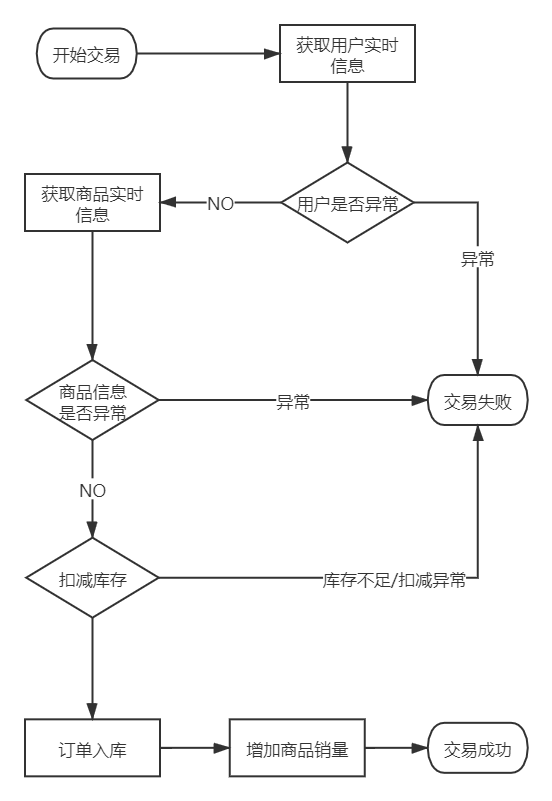 开始交易
获取用户实时
信息
用户是否异常
NO
获取商品实时
信息
异常
商品信息
是否异常
异常
交易失败
NO
扣减库存
库存不足/扣减异常
订单入库
增加商品销量
交易成功